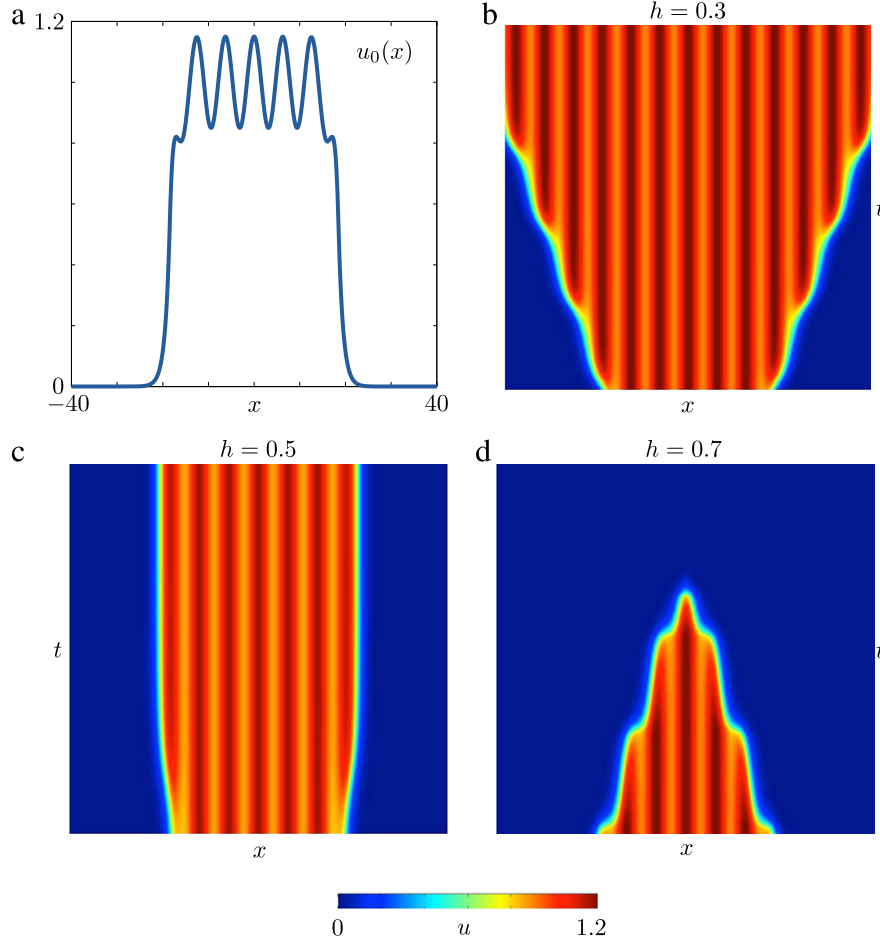 a
1.2
u₀(x)
0
−40
x
40
b
h = 0.3
t
x
c
h = 0.5
t
x
d
h = 0.7
t
x
0
u
1.2